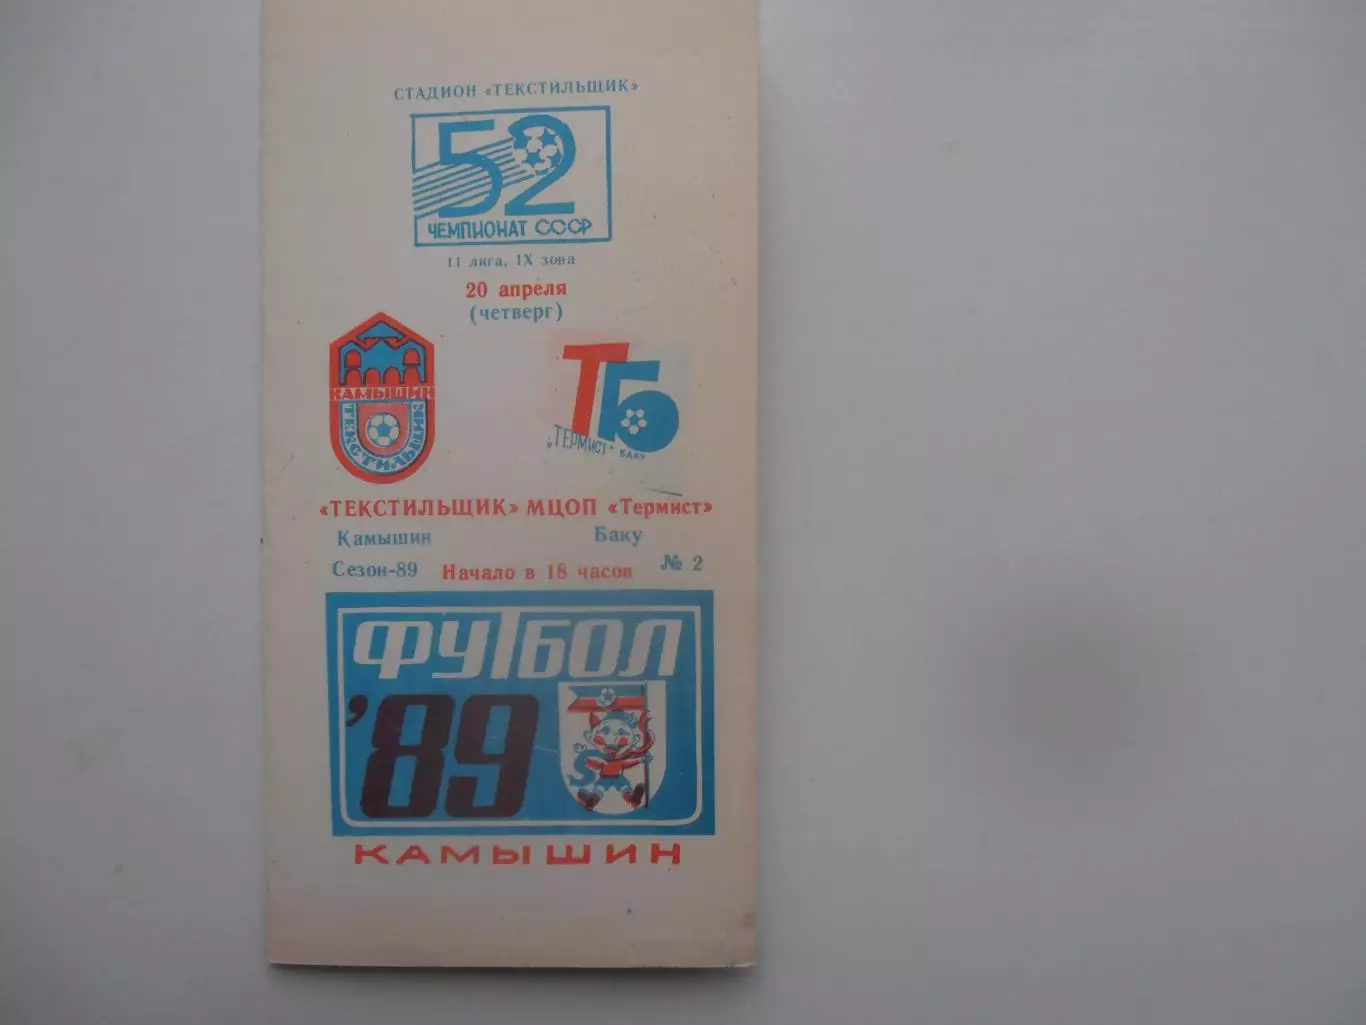 СТАДИОН «ТЕКСТИЛЬЩИК»
52
ЧЕМПИОНАТ СССР
11 лига, IX зона
20 апреля
(четверг)
КАМЫШИН
ТЕКСТИЛЬЩИК
ТБ
„ТЕРМИСТ" БАКУ
«ТЕКСТИЛЬЩИК» МЦОП «Термист»
Камышин Баку
Сезон-89 Начало в 18 часов № 2
ФУТБОЛ
'89
КАМЫШИН